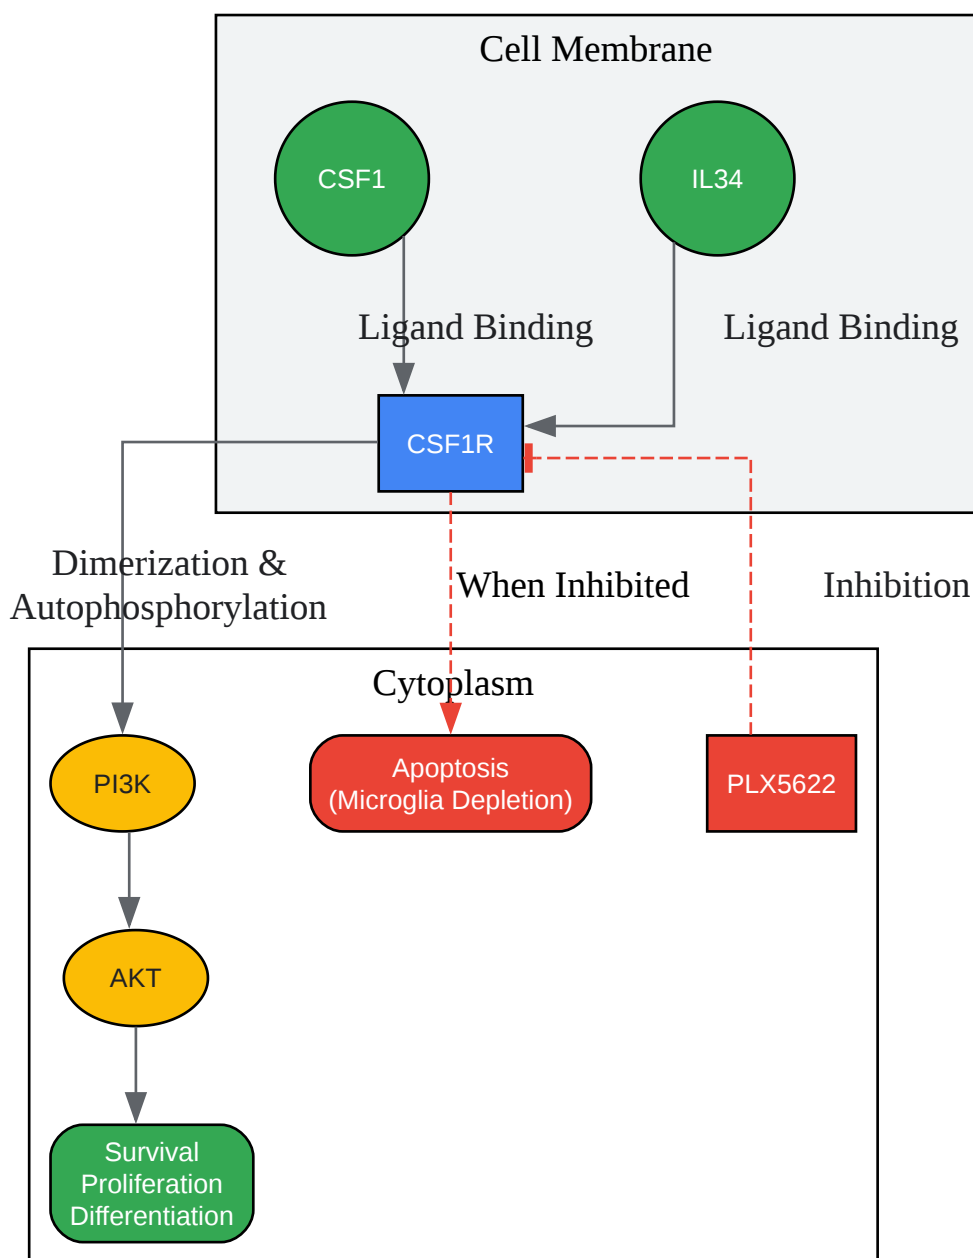 Cell Membrane
CSF1
IL34
Ligand Binding
Ligand Binding
CSF1R
Dimerization &
Autophosphorylation
When Inhibited
Inhibition
Cytoplasm
PI3K
Apoptosis
(Microglia Depletion)
PLX5622
AKT
Survival
Proliferation
Differentiation